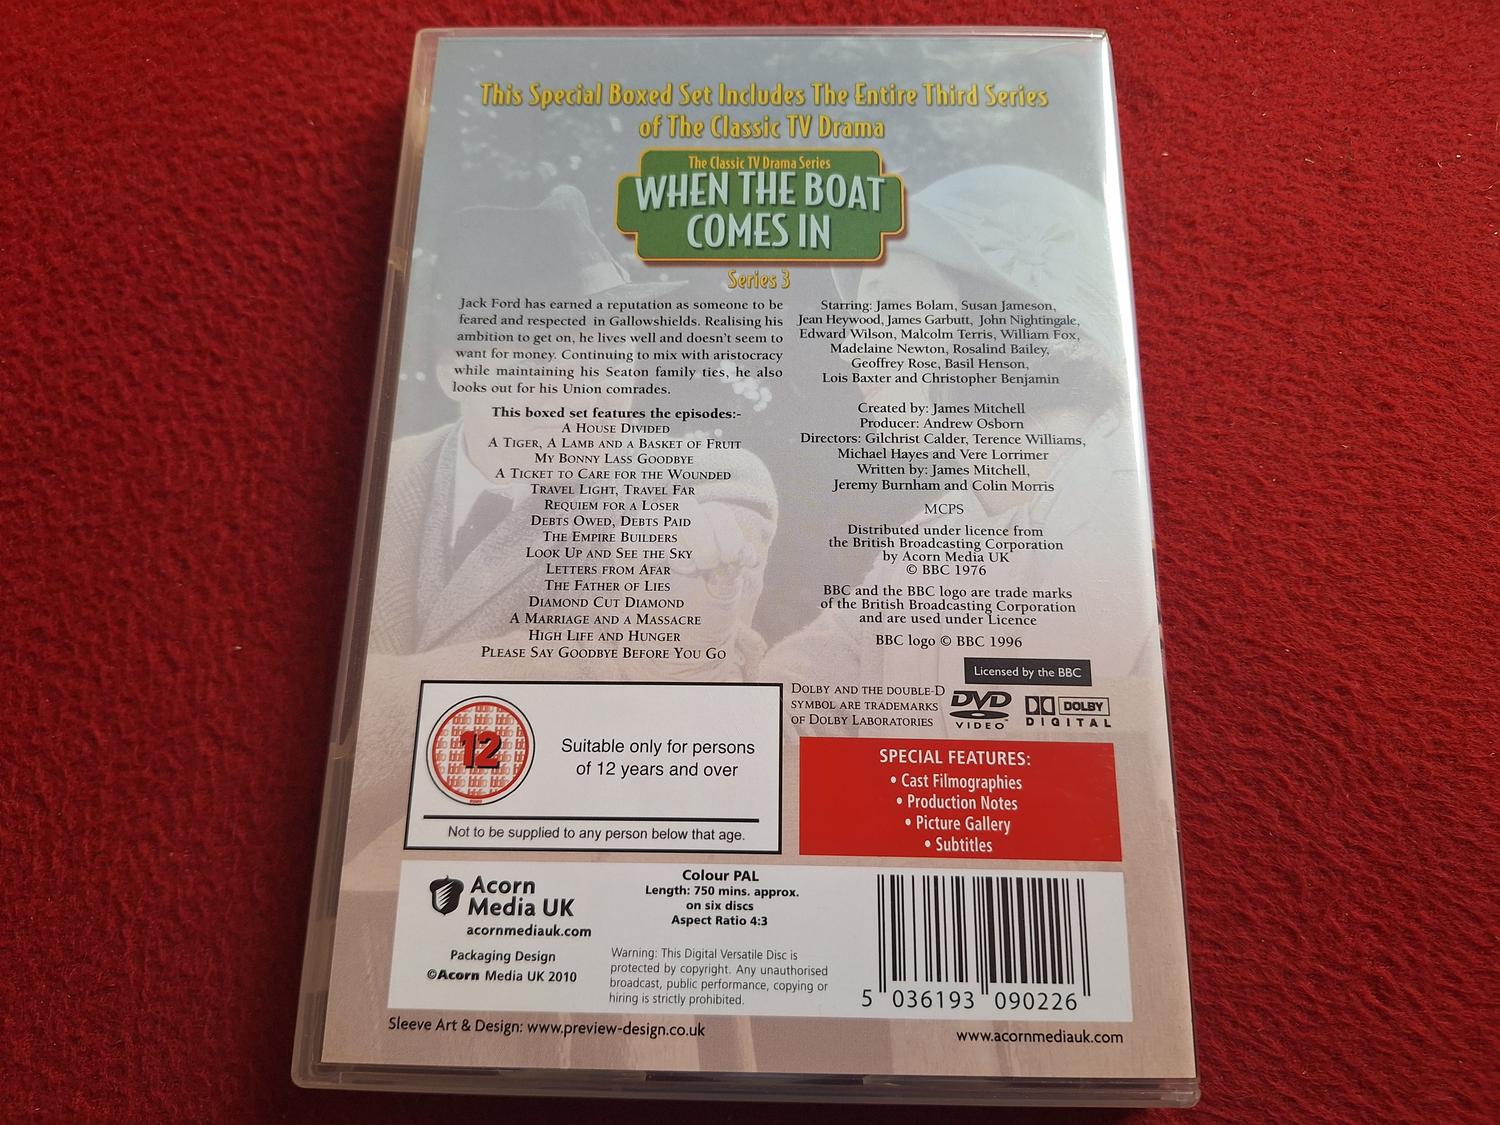 This Special Boxed Set Includes The Entire Third Series
of The Classic TV Drama
The Classic TV Drama Series
WHEN THE BOAT
COMES IN
Series 3
Jack Ford has earned a reputation as someone to be
feared and respected in Gallowshields. Realising his
ambition to get on, he lives well and doesn't seem to
want for money. Continuing to mix with aristocracy
while maintaining his Seaton family ties, he also
looks out for his Union comrades.
This boxed set features the episodes:-
A House Divided
A Tiger, A Lamb and a Basket of Fruit
My Bonny Lass Goodbye
A Ticket to Care for the Wounded
Travel Light, Travel Far
Requiem for a Loser
Debts Owed, Debts Paid
The Empire Builders
Look Up and See the Sky
Letters from Afar
The Father of Lies
Diamond Cut Diamond
A Marriage and a Massacre
High Life and Hunger
Please Say Goodbye Before You Go
Starring: James Bolam, Susan Jameson,
Jean Heywood, James Garbutt, John Nightingale,
Edward Wilson, Malcolm Terris, William Fox,
Madelaine Newton, Rosalind Bailey,
Geoffrey Rose, Basil Henson,
Lois Baxter and Christopher Benjamin
Created by: James Mitchell
Producer: Andrew Osborn
Directors: Gilchrist Calder, Terence Williams,
Michael Hayes and Vere Lorrimer
Written by: James Mitchell,
Jeremy Burnham and Colin Morris
MCPS
Distributed under licence from
the British Broadcasting Corporation
by Acorn Media UK
© BBC 1976
BBC and the BBC logo are trade marks
of the British Broadcasting Corporation
and are used under Licence
BBC logo © BBC 1996
Licensed by the BBC
Dolby and the double-D
symbol are trademarks
of Dolby Laboratories
DVD
VIDEO
DOLBY
DIGITAL
12
Suitable only for persons
of 12 years and over
Not to be supplied to any person below that age.
SPECIAL FEATURES:
• Cast Filmographies
• Production Notes
• Picture Gallery
• Subtitles
Acorn
Media UK
acornmediauk.com
Packaging Design
©Acorn Media UK 2010
Colour PAL
Length: 750 mins. approx.
on six discs
Aspect Ratio 4:3
Warning: This Digital Versatile Disc is
protected by copyright. Any unauthorised
broadcast, public performance, copying or
hiring is strictly prohibited.
5 036193 090226
Sleeve Art & Design: www.preview-design.co.uk
www.acornmediauk.com